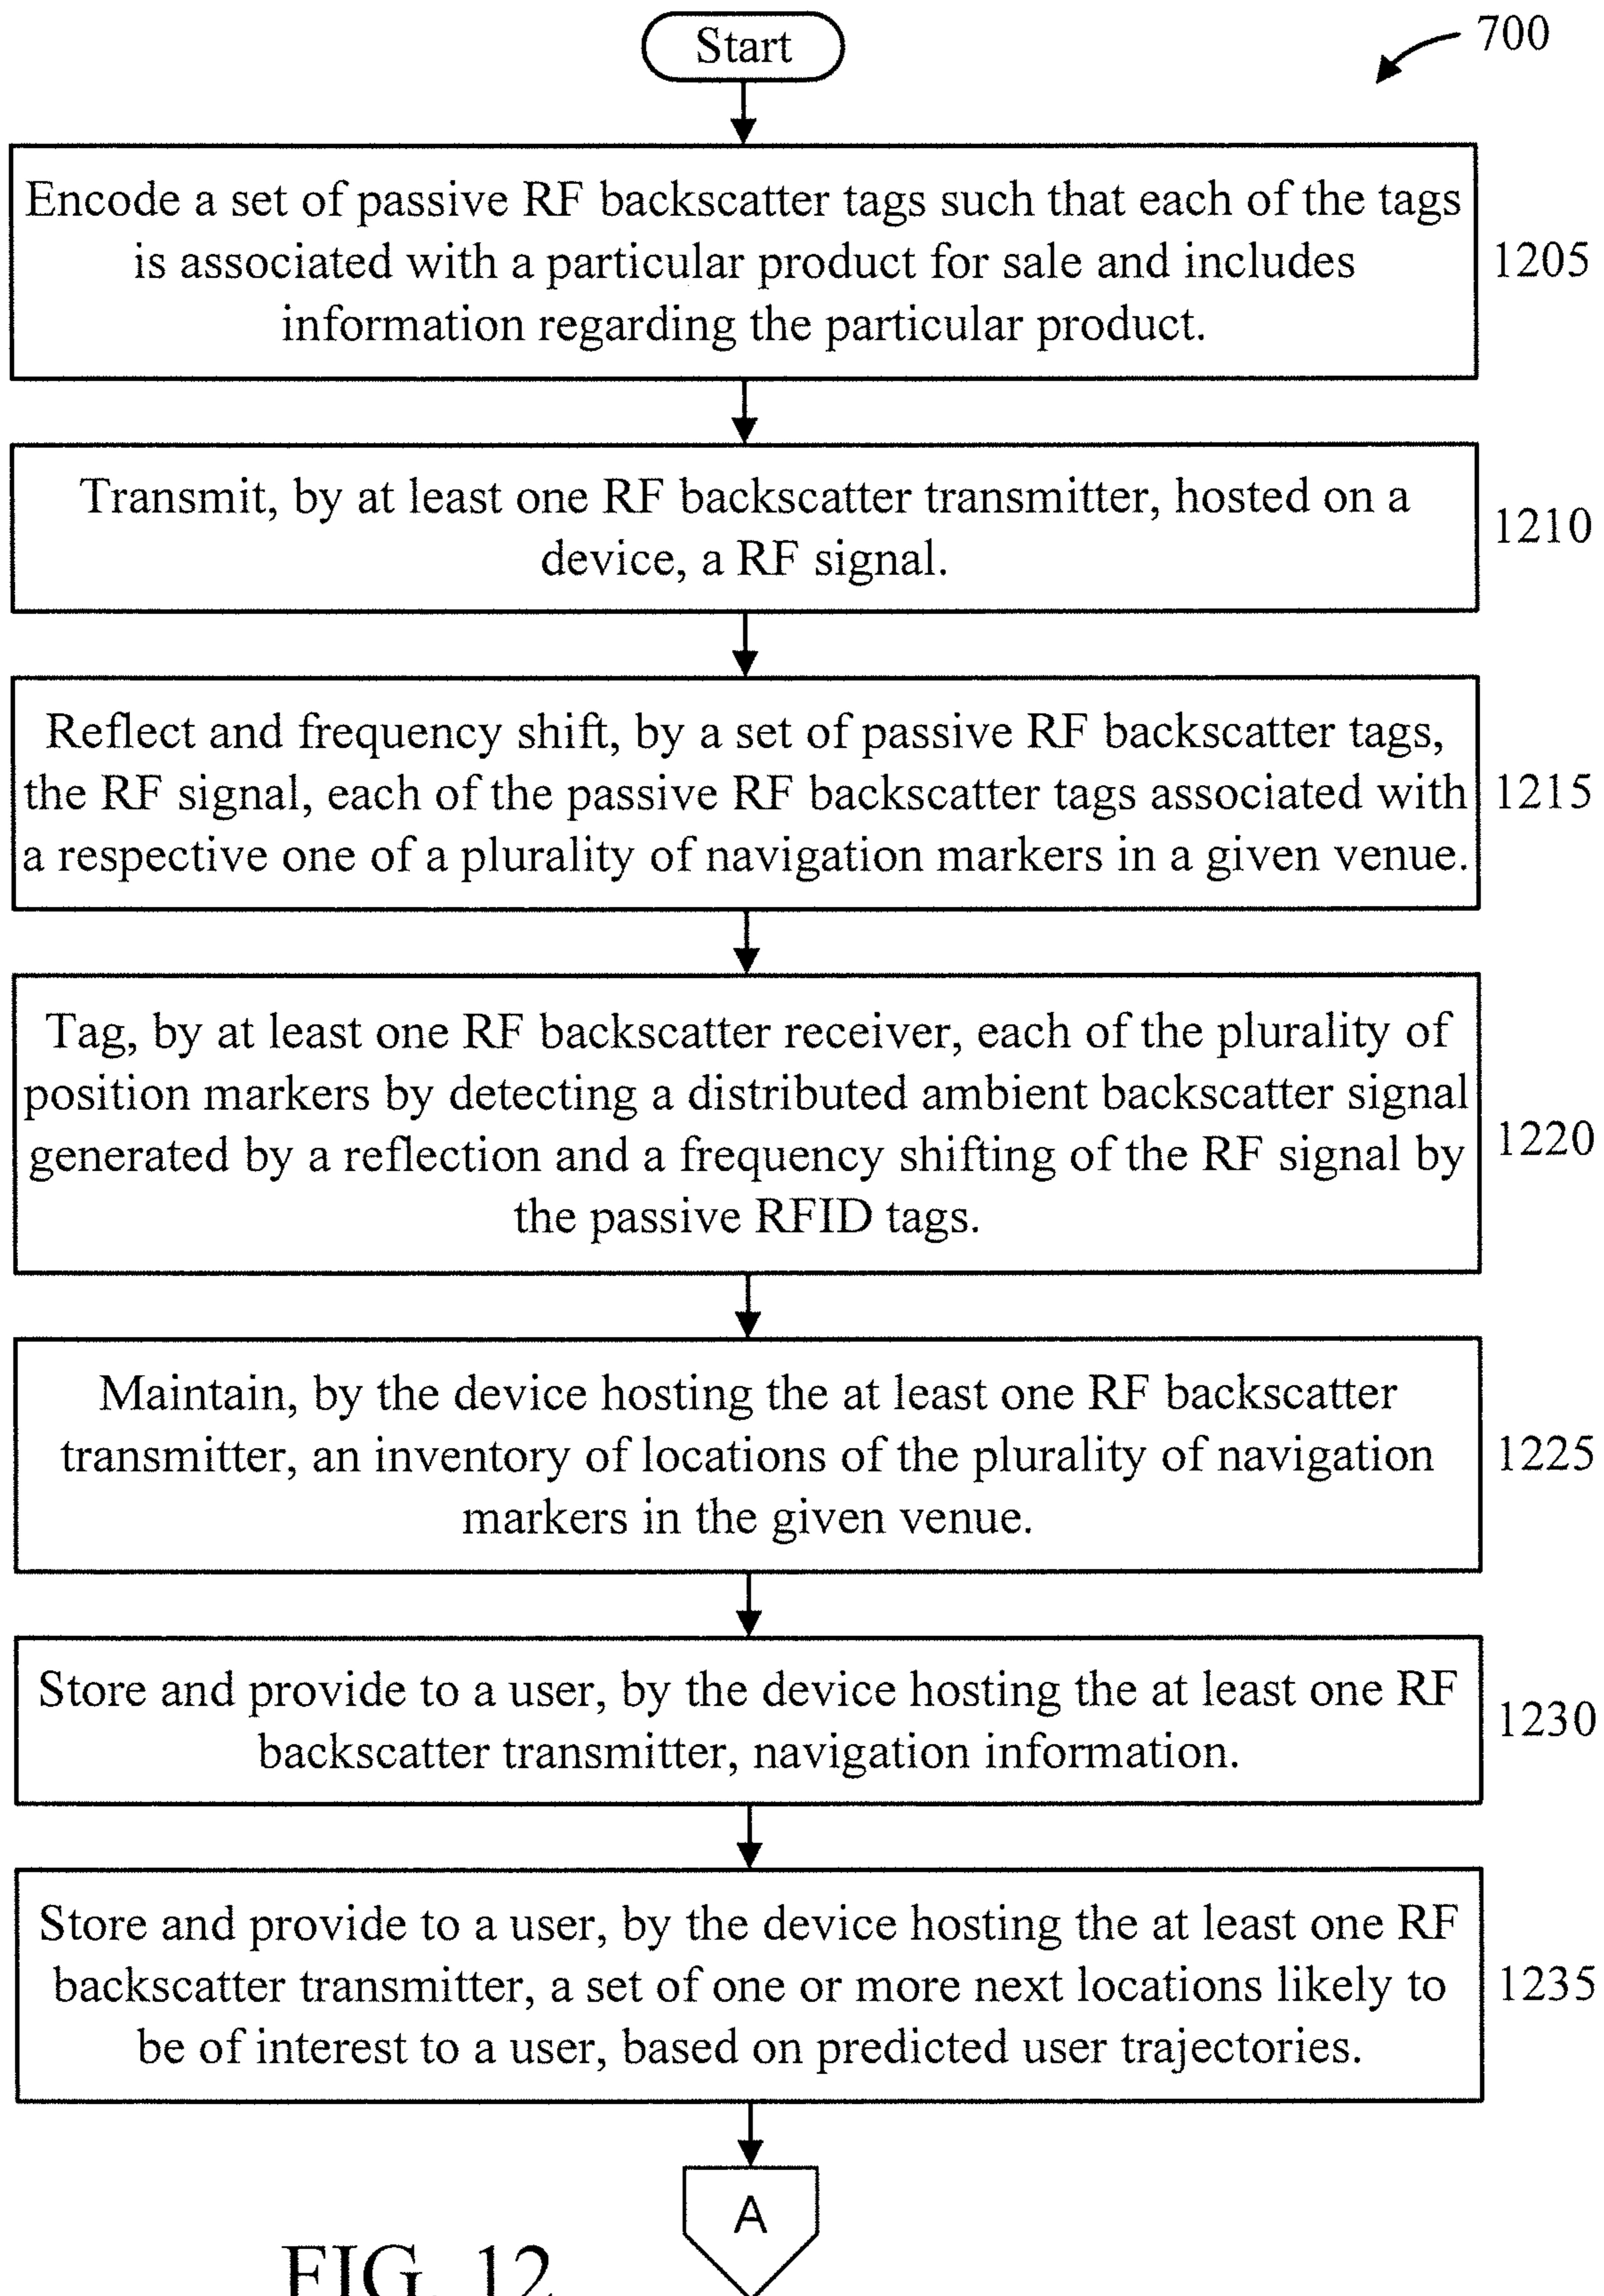 Start
700
Encode a set of passive RF backscatter tags such that each of the tags
is associated with a particular product for sale and includes
information regarding the particular product.
1205
Transmit, by at least one RF backscatter transmitter, hosted on a
device, a RF signal.
1210
Reflect and frequency shift, by a set of passive RF backscatter tags,
the RF signal, each of the passive RF backscatter tags associated with
a respective one of a plurality of navigation markers in a given venue.
1215
Tag, by at least one RF backscatter receiver, each of the plurality of
position markers by detecting a distributed ambient backscatter signal
generated by a reflection and a frequency shifting of the RF signal by
the passive RFID tags.
1220
Maintain, by the device hosting the at least one RF backscatter
transmitter, an inventory of locations of the plurality of navigation
markers in the given venue.
1225
Store and provide to a user, by the device hosting the at least one RF
backscatter transmitter, navigation information.
1230
Store and provide to a user, by the device hosting the at least one RF
backscatter transmitter, a set of one or more next locations likely to
be of interest to a user, based on predicted user trajectories.
1235
A
FIG. 12